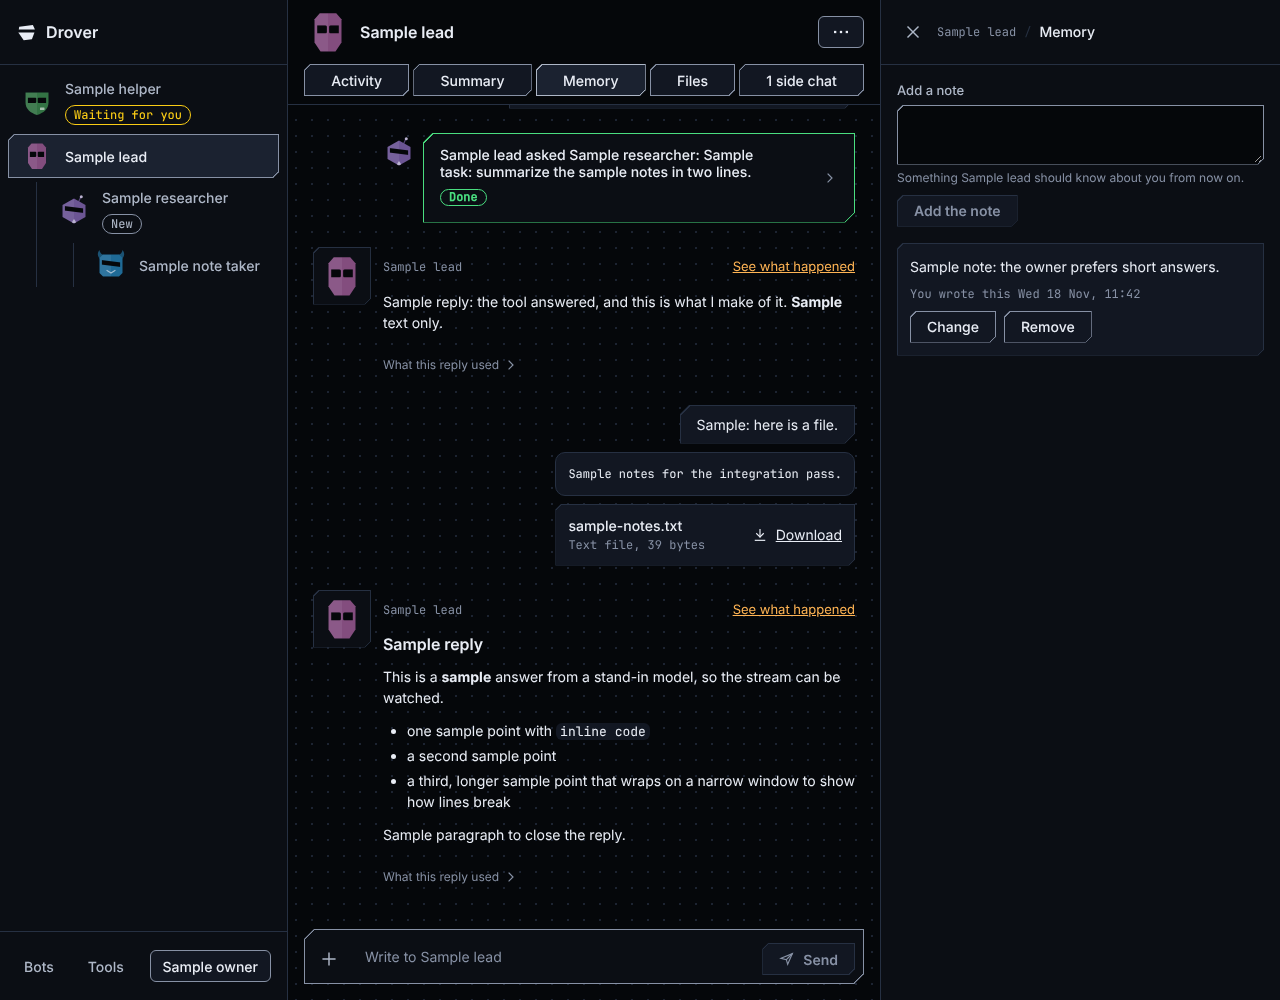 Drover
Sample helper
Waiting for you
Sample lead
Sample researcher
New
Sample note taker
Bots
Tools
Sample owner
Sample lead
Activity
Summary
Memory
Files
1 side chat
Sample lead asked Sample researcher: Sample
task: summarize the sample notes in two lines.
Done
Sample lead
See what happened
Sample reply: the tool answered, and this is what I make of it. Sample
text only.
What this reply used
Sample: here is a file.
Sample notes for the integration pass.
sample-notes.txt
Text file, 39 bytes
Download
Sample lead
See what happened
Sample reply
This is a sample answer from a stand-in model, so the stream can be
watched.
one sample point with inline code
a second sample point
a third, longer sample point that wraps on a narrow window to show
how lines break
Sample paragraph to close the reply.
What this reply used
Write to Sample lead
Send
Sample lead / Memory
Add a note
Something Sample lead should know about you from now on.
Add the note
Sample note: the owner prefers short answers.
You wrote this Wed 18 Nov, 11:42
Change
Remove